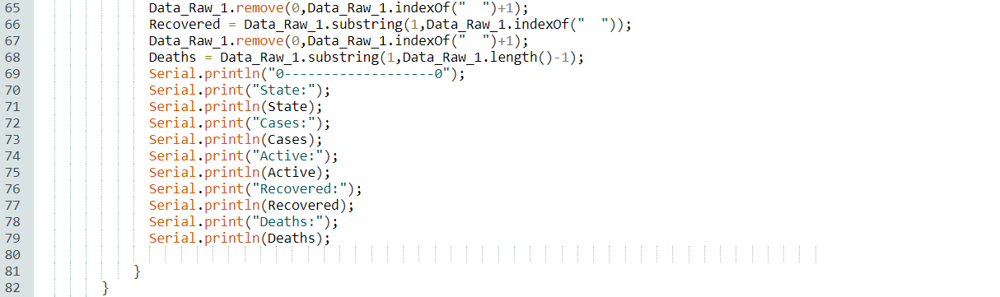 65 Data_Raw_1.remove(0,Data_Raw_1.indexOf("  ")+1);
66 Recovered = Data_Raw_1.substring(1,Data_Raw_1.indexOf("  "));
67 Data_Raw_1.remove(0,Data_Raw_1.indexOf("  ")+1);
68 Deaths = Data_Raw_1.substring(1,Data_Raw_1.length()-1);
69 Serial.println("0-------------------0");
70 Serial.print("State:");
71 Serial.println(State);
72 Serial.print("Cases:");
73 Serial.println(Cases);
74 Serial.print("Active:");
75 Serial.println(Active);
76 Serial.print("Recovered:");
77 Serial.println(Recovered);
78 Serial.print("Deaths:");
79 Serial.println(Deaths);
80
81 }
82 }